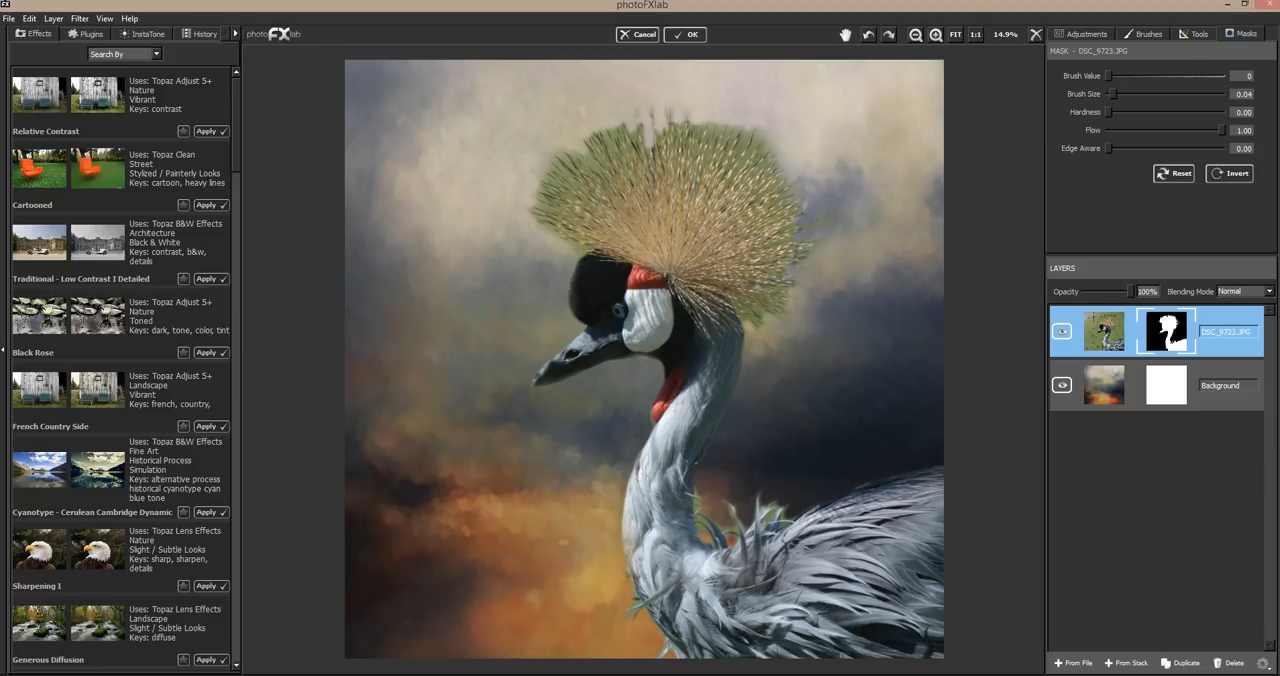 FX
photoFXlab
File Edit Layer Filter View Help
Effects Plugins InstaTone History
Search By
Uses: Topaz Adjust 5+
Nature
Vibrant
Keys: contrast
Relative Contrast Apply
Uses: Topaz Clean
Street
Stylized / Painterly Looks
Keys: cartoon, heavy lines
Cartooned Apply
Uses: Topaz B&W Effects
Architecture
Black & White
Keys: contrast, b&w,
details
Traditional - Low Contrast I Detailed Apply
Uses: Topaz Adjust 5+
Nature
Toned
Keys: dark, tone, color, tnt
Black Rose Apply
Uses: Topaz Adjust 5+
Landscape
Vibrant
Keys: french, country,
French Country Side Apply
Uses: Topaz B&W Effects
Fine Art
Historical Process
Simulation
Keys: alternative process
historical cyanotype cyan
blue tone
Cyanotype - Cerulean Cambridge Dynamic Apply
Uses: Topaz Lens Effects
Nature
Slight / Subtle Looks
Keys: sharp, sharpen,
details
Sharpening I Apply
Uses: Topaz Lens Effects
Landscape
Slight / Subtle Looks
Keys: diffuse
Generous Diffusion Apply
photoFXlab
Cancel OK
FIT 1:1 14.9%
Adjustments Brushes Tools Masks
MASK - DSC_9723.JPG
Brush Value 0
Brush Size 0.04
Hardness 0.00
Flow 1.00
Edge Aware 0.00
Reset Invert
LAYERS
Opacity 100% Blending Mode Normal
DSC_9723.JPG
Background
From File From Stack Duplicate Delete